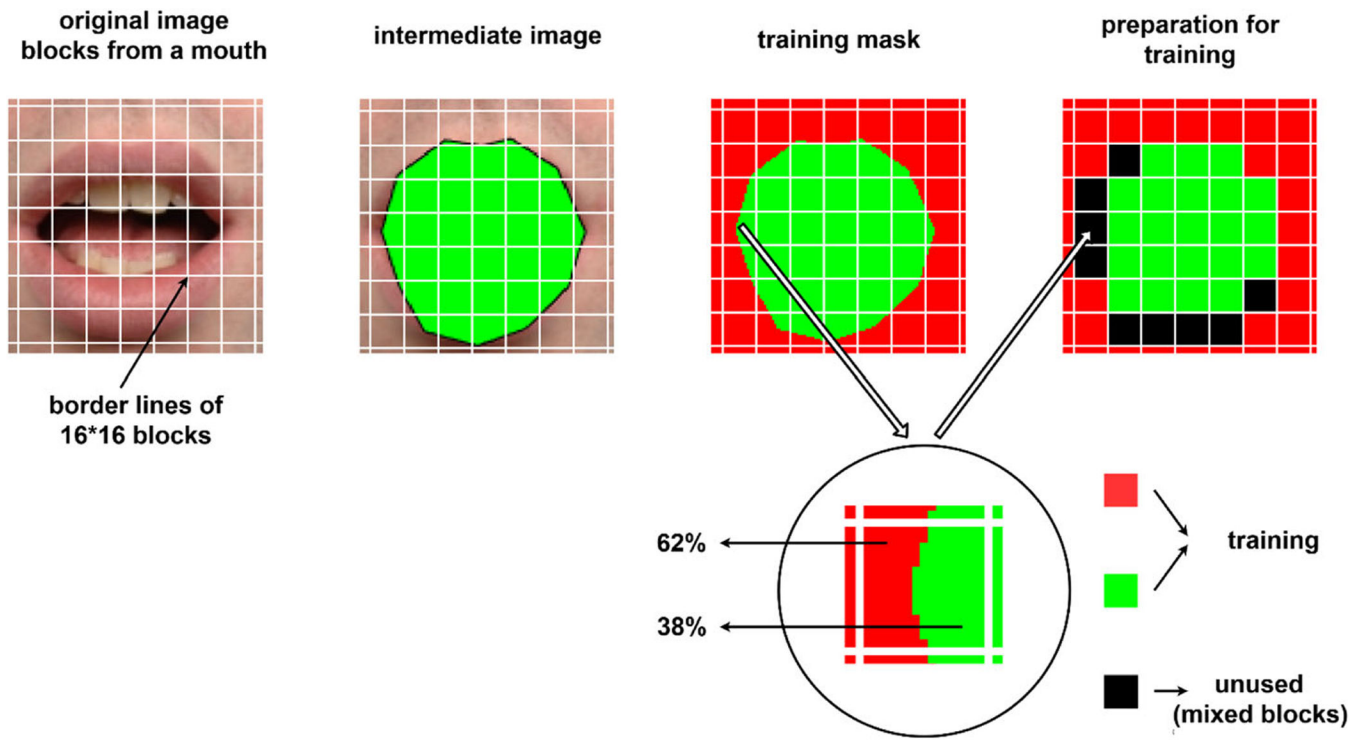 original image
blocks from a mouth
intermediate image
training mask
preparation for
training
border lines of
16*16 blocks
62%
38%
training
unused
(mixed blocks)